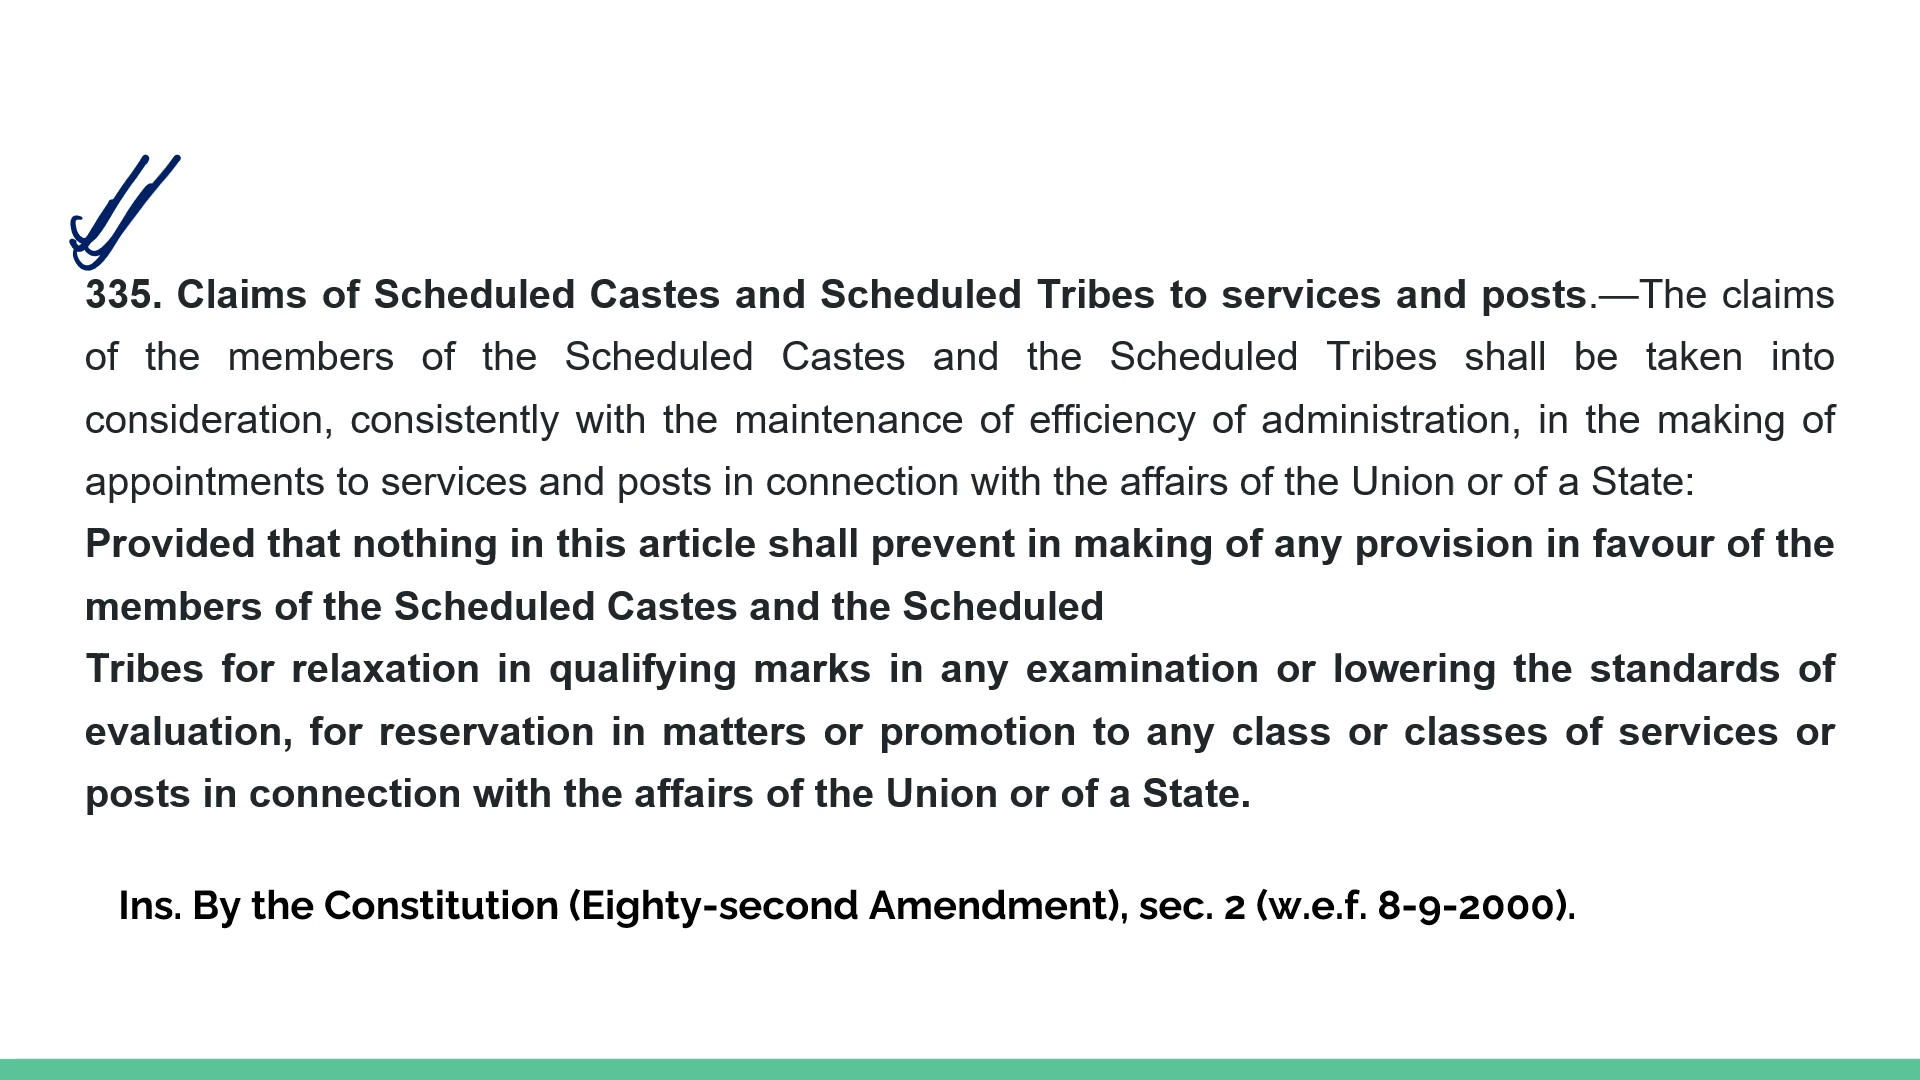 335. Claims of Scheduled Castes and Scheduled Tribes to services and posts.—The claims
of the members of the Scheduled Castes and the Scheduled Tribes shall be taken into
consideration, consistently with the maintenance of efficiency of administration, in the making of
appointments to services and posts in connection with the affairs of the Union or of a State:
Provided that nothing in this article shall prevent in making of any provision in favour of the
members of the Scheduled Castes and the Scheduled
Tribes for relaxation in qualifying marks in any examination or lowering the standards of
evaluation, for reservation in matters or promotion to any class or classes of services or
posts in connection with the affairs of the Union or of a State.
Ins. By the Constitution (Eighty-second Amendment), sec. 2 (w.e.f. 8-9-2000).